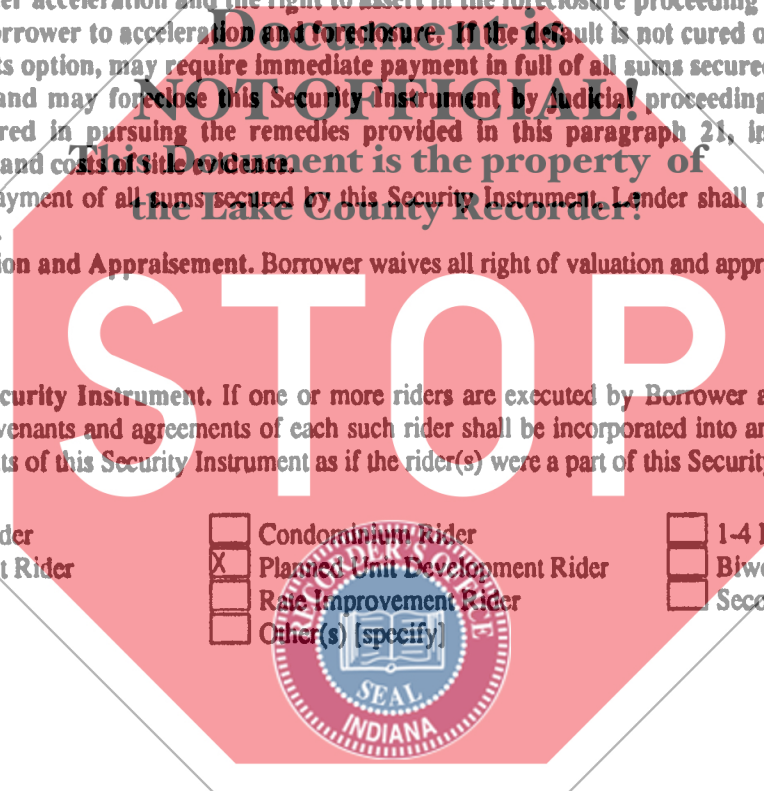 er acceleration and the right to assert in the foreclosure proceeding
Document is
orrower to acceleration and foreclosure. If the default is not cured o
ts option, may require immediate payment in full of all sums secure
NOT OFFICIAL!
and may foreclose this Security Instrument by judicial proceeding
red in pursuing the remedies provided in this paragraph 21, in
and costs of title evidence.
This Document is the property of
ayment of all sums secured by this Security Instrument, Lender shall r
the Lake County Recorder!
ion and Appraisement. Borrower waives all right of valuation and appr
STOP
curity Instrument. If one or more riders are executed by Borrower a
venants and agreements of each such rider shall be incorporated into an
ts of this Security Instrument as if the rider(s) were a part of this Security
der Condominium Rider 1-4
t Rider X Planned Unit Development Rider Biwe
Rate Improvement Rider Seco
Other(s) [specify]
RECORDER'S OFFICE
SEAL
INDIANA